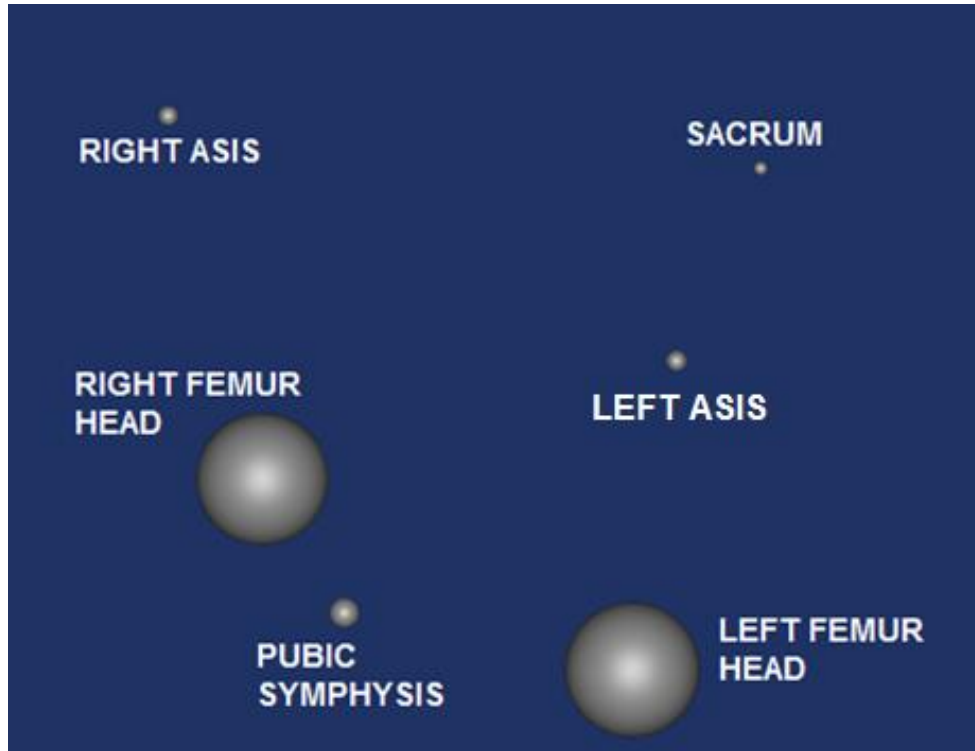 SACRUM
RIGHT ASIS
RIGHT FEMUR
HEAD
LEFT ASIS
LEFT FEMUR
HEAD
PUBIC
SYMPHYSIS